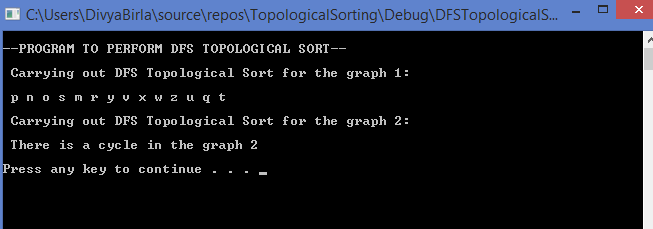 C:\Users\DivyaBirla\source\repos\TopologicalSorting\Debug\DFSTopologicalS...
--PROGRAM TO PERFORM DFS TOPOLOGICAL SORT--
Carrying out DFS Topological Sort for the graph 1:
p n o s m r y v x w z u q t
Carrying out DFS Topological Sort for the graph 2:
There is a cycle in the graph 2
Press any key to continue . . . _